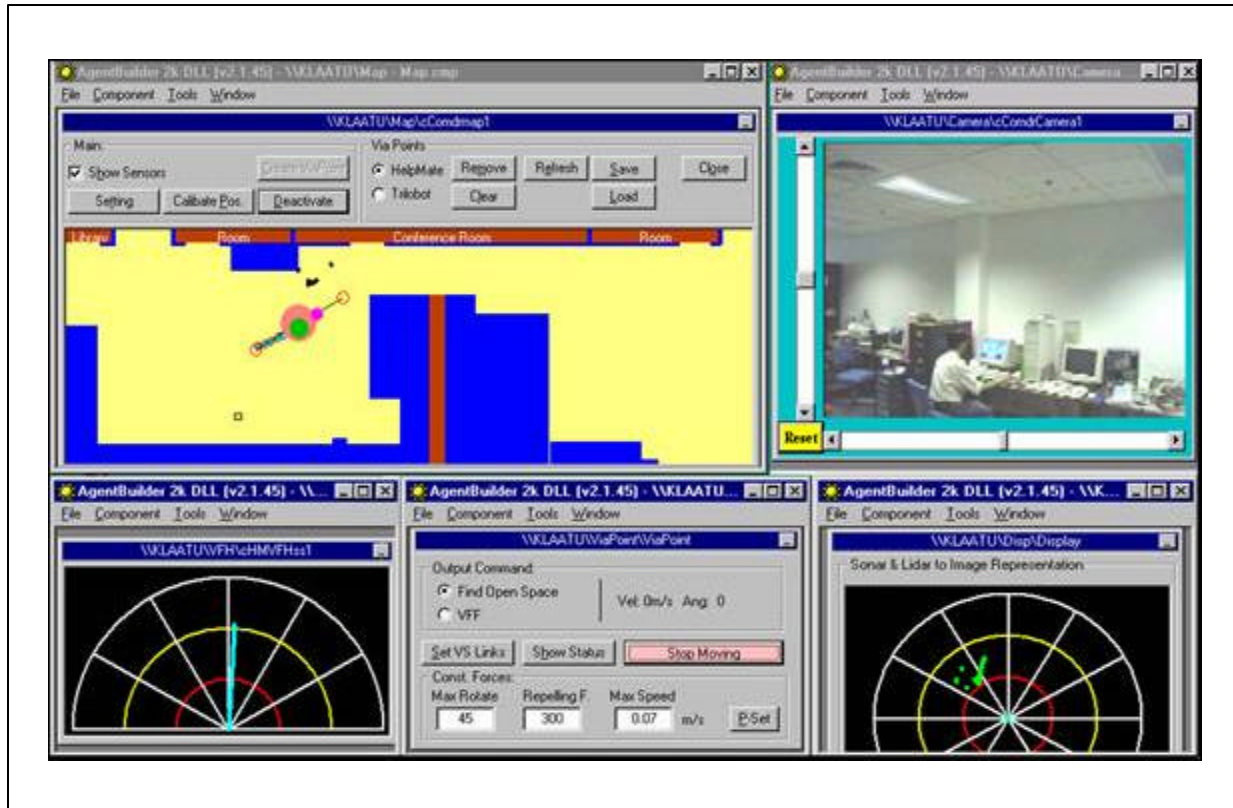 AgentBuilder 2k DLL (v2.1.45) - \\KLAATU\Map - Map.cmp
File Component Tools Window
\\KLAATU\Map\cComdmap1
Main:
Show Sensors
Create ViaPoint
Setting
Calibate Pos.
Deactivate
Via Points
HelpMate
Trilobot
Remove
Refresh
Save
Close
Clear
Load
Library
Room
Conference Room
Room
AgentBuilder 2k DLL (v2.1.45) - \\KLAATU\Camera
File Component Tools Window
\\KLAATU\Camera\cComdrCamera1
Reset
AgentBuilder 2k DLL (v2.1.45) - \\...
File Component Tools Window
\\KLAATU\VFH\cHMVFHss1
AgentBuilder 2k DLL (v2.1.45) - \\KLAATU...
File Component Tools Window
\\KLAATU\ViaPoint\ViaPoint
Output Command:
Find Open Space
VFF
Vel: 0m/s Ang: 0
Set VS Links
Show Status
Stop Moving
Const. Forces:
Max Rotate
Repelling F.
Max Speed
45
300
0.07
m/s
P-Set
AgentBuilder 2k DLL (v2.1.45) - \\K...
File Component Tools Window
\\KLAATU\Disp\Display
Sonar & Lidar to Image Representation